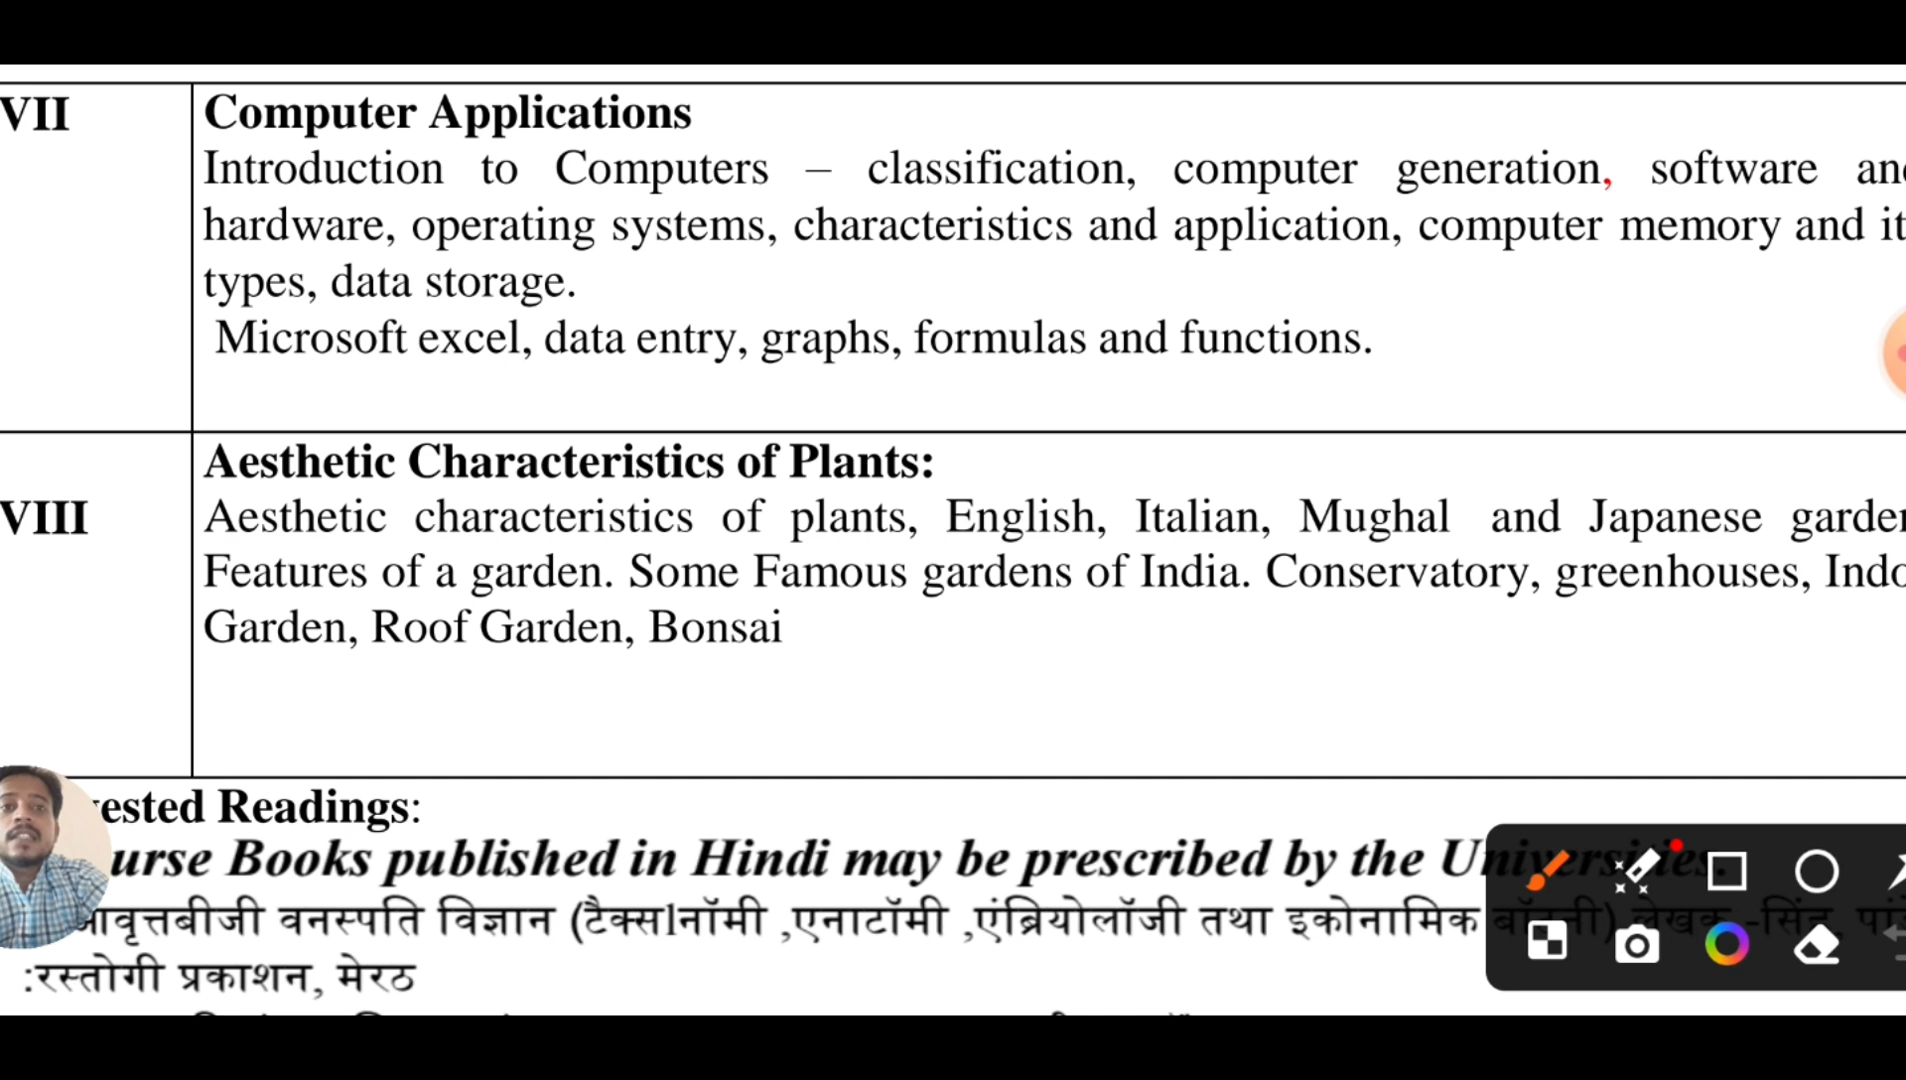 VII
Computer Applications
Introduction to Computers – classification, computer generation, software
hardware, operating systems, characteristics and application, computer memory and
types, data storage.
Microsoft excel, data entry, graphs, formulas and functions.
Aesthetic Characteristics of Plants:
VIII
Aesthetic characteristics of plants, English, Italian, Mughal and Japanese
Features of a garden. Some Famous gardens of India. Conservatory, greenhouses,
Garden, Roof Garden, Bonsai
Readings:
Books published in Hindi may be prescribed by the Universities.
वनस्पति विज्ञान (टैक्सlनॉमी ,एनाटॉमी ,एंब्रियोलॉजी तथा इकोनामिक बॉटनी) लेखक -सिंह,
:रस्तोगी प्रकाशन, मेरठ